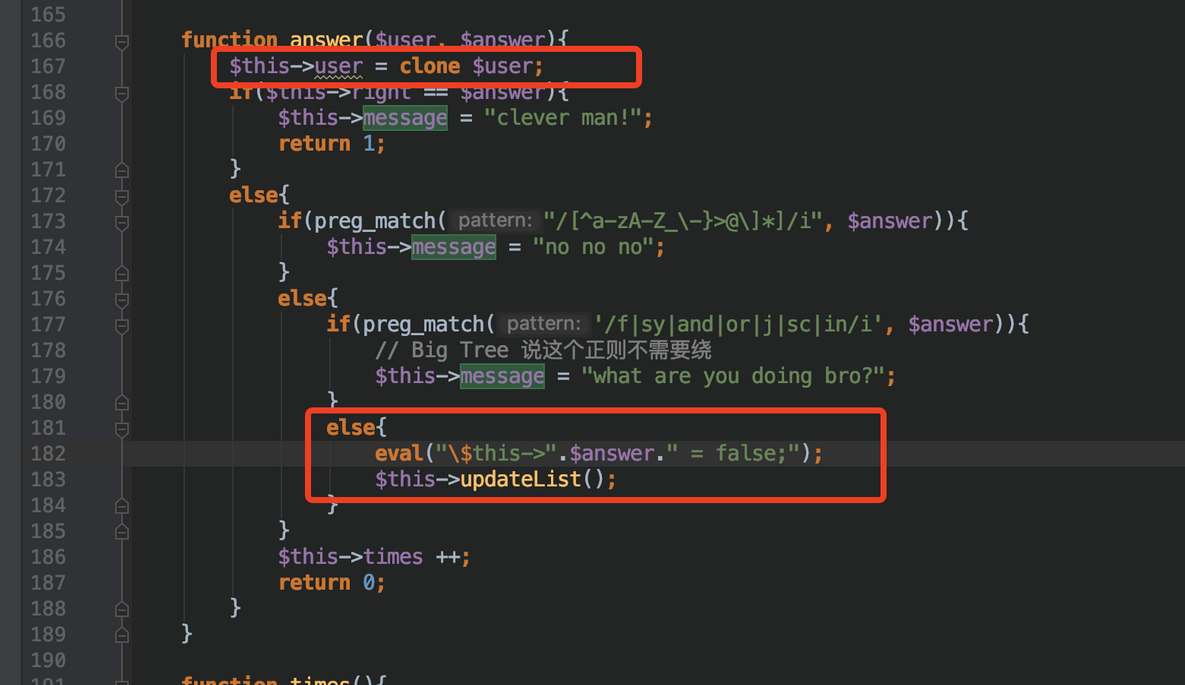 165
166 function answer($user, $answer){
167 $this->user = clone $user;
168 if($this->right == $answer){
169 $this->message = "clever man!";
170 return 1;
171 }
172 else{
173 if(preg_match( pattern: "/[^a-zA-Z_\-}>@\]*]/i", $answer)){
174 $this->message = "no no no";
175 }
176 else{
177 if(preg_match( pattern: '/f|sy|and|or|j|sc|in/i', $answer)){
178 // Big Tree 说这个正则不需要绕
179 $this->message = "what are you doing bro?";
180 }
181 else{
182 eval("\$this->".$answer." = false;");
183 $this->updateList();
184 }
185 }
186 $this->times ++;
187 return 0;
188 }
189 }
190
191 function times(){